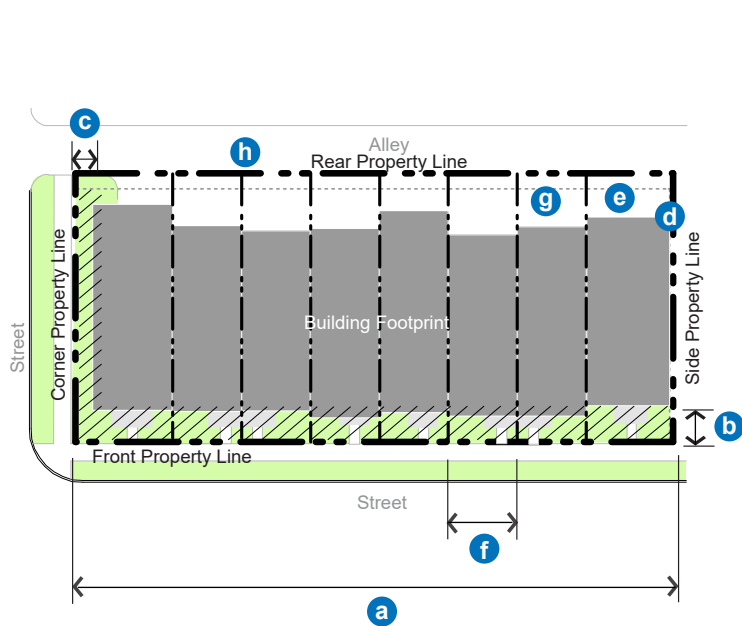 c
Alley
h
Rear Property Line
g
e
d
Street
Corner Property Line
Building Footprint
Side Property Line
b
Front Property Line
Street
f
a